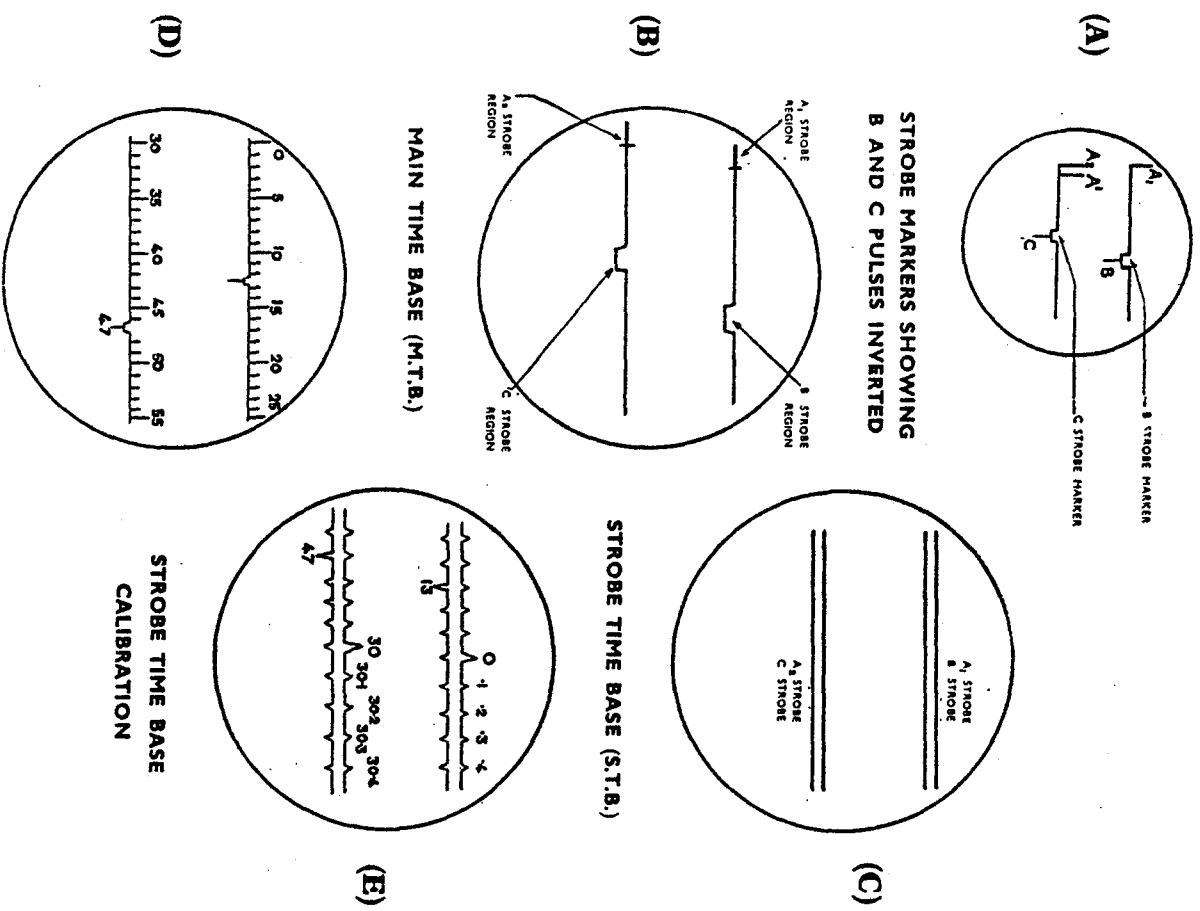 (A)
A₁
B
B STROBE MARKER
A₂ A¹
C
C STROBE MARKER
STROBE MARKERS SHOWING
B AND C PULSES INVERTED
(B)
A₁ STROBE
REGION
B STROBE
REGION
A₂ STROBE
REGION
C STROBE
REGION
MAIN TIME BASE (M.T.B.)
(C)
A₁ STROBE
B STROBE
A₂ STROBE
C STROBE
STROBE TIME BASE (S.T.B.)
(D)
0 5 10 15 20 25
30 35 40 45 50 55
47
(E)
0 ·1 ·2 ·3 ·4
13
30 30·1 30·2 30·3 30·4
47
STROBE TIME BASE
CALIBRATION